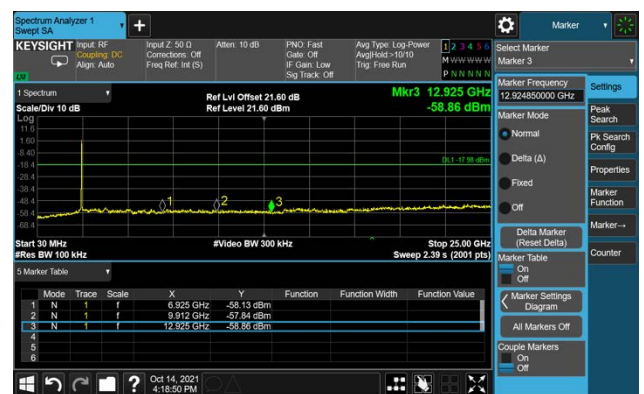 Spectrum Analyzer 1
Swept SA
+
Marker
KEYSIGHT
Input: RF
Coupling: DC
Align: Auto
Input Z: 50 Ω
Corrections: Off
Freq Ref: Int (S)
Atten: 10 dB
PNO: Fast
Gate: Off
IF Gain: Low
Sig Track: Off
Avg Type: Log-Power
Avg|Hold:>10/10
Trig: Free Run
1 2 3 4 5 6
M W W W W W
P N N N N N
LXI
Select Marker
Marker 3
1 Spectrum
Scale/Div 10 dB
Log
Ref Lvl Offset 21.60 dB
Ref Level 21.60 dBm
Mkr3 12.925 GHz
-58.86 dBm
11.6
1.60
-8.40
-18.4
-28.4
-38.4
-48.4
-58.4
-68.4
DL1 -17.98 dBm
1
2
3
Start 30 MHz
#Res BW 100 kHz
#Video BW 300 kHz
Stop 25.00 GHz
Sweep 2.39 s (2001 pts)
5 Marker Table
Mode Trace Scale X Y Function Function Width Function Value
1 N 1 f 6.925 GHz -58.13 dBm
2 N 1 f 9.912 GHz -57.84 dBm
3 N 1 f 12.925 GHz -58.86 dBm
4
5
6
Marker Frequency
12.924850000 GHz
Marker Mode
Normal
Delta (Δ)
Fixed
Off
Delta Marker
(Reset Delta)
Marker Table
On
Off
Marker Settings
Diagram
All Markers Off
Couple Markers
On
Off
Settings
Peak
Search
Pk Search
Config
Properties
Marker
Function
Marker→
Counter
?
Oct 14, 2021
4:18:50 PM